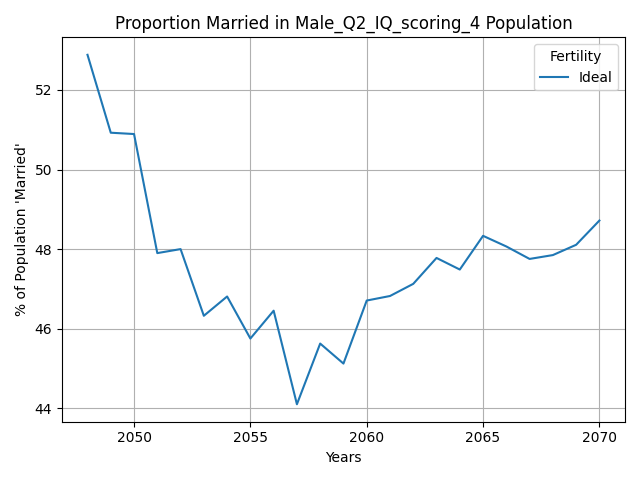 Proportion Married in Male_Q2_IQ_scoring_4 Population
Fertility
Ideal
% of Population 'Married'
52
50
48
46
44
2050
2055
2060
2065
2070
Years